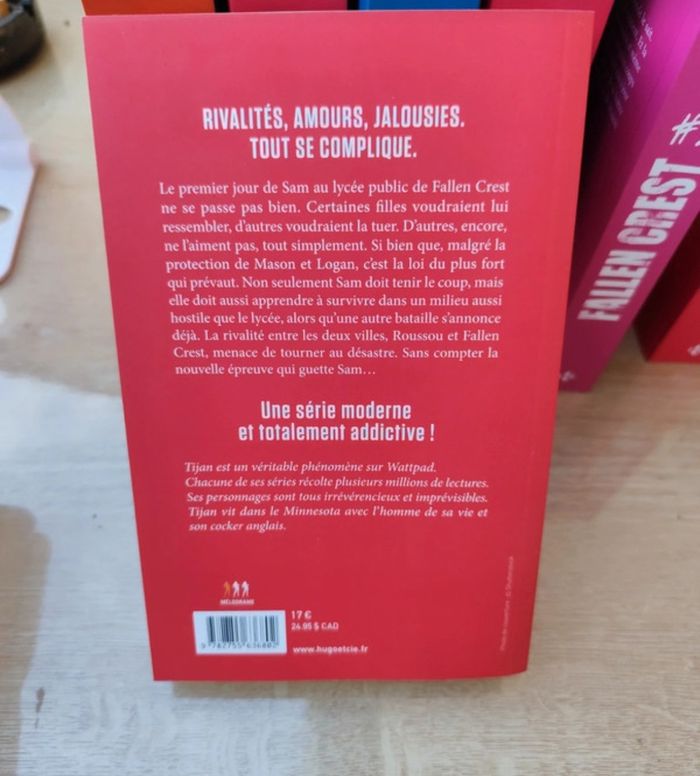 RIVALITÉS, AMOURS, JALOUSIES.
TOUT SE COMPLIQUE.
Le premier jour de Sam au lycée public de Fallen Crest
ne se passe pas bien. Certaines filles voudraient lui
ressembler, d'autres voudraient la tuer. D'autres, encore,
ne l'aiment pas, tout simplement. Si bien que, malgré la
protection de Mason et Logan, c'est la loi du plus fort
qui prévaut. Non seulement Sam doit tenir le coup, mais
elle doit aussi apprendre à survivre dans un milieu aussi
hostile que le lycée, alors qu'une autre bataille s'annonce
déjà. La rivalité entre les deux villes, Roussou et Fallen
Crest, menace de tourner au désastre. Sans compter la
nouvelle épreuve qui guette Sam…
Une série moderne
et totalement addictive !
Tijan est un véritable phénomène sur Wattpad.
Chacune de ses séries récolte plusieurs millions de lectures.
Ses personnages sont tous irrévérencieux et imprévisibles.
Tijan vit dans le Minnesota avec l'homme de sa vie et
son cocker anglais.
17 €
24.95 $ CAD
9 782755 636802
www.hugoetcie.fr
FALLEN CREST